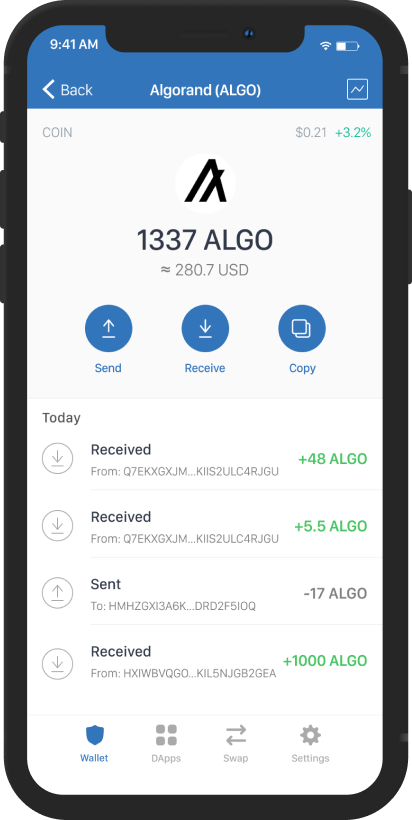 9:41 AM
Back
Algorand (ALGO)
COIN
$0.21 +3.2%
1337 ALGO
≈ 280.7 USD
Send
Receive
Copy
Today
Received
From: Q7EKXGXJM...KIIS2ULC4RJGU
+48 ALGO
Received
From: Q7EKXGXJM...KIIS2ULC4RJGU
+5.5 ALGO
Sent
To: HMHZGXI3A6K...DRD2F5IOQ
-17 ALGO
Received
From: HXIWBVQGO...KIL5NJGB2GEA
+1000 ALGO
Wallet
DApps
Swap
Settings